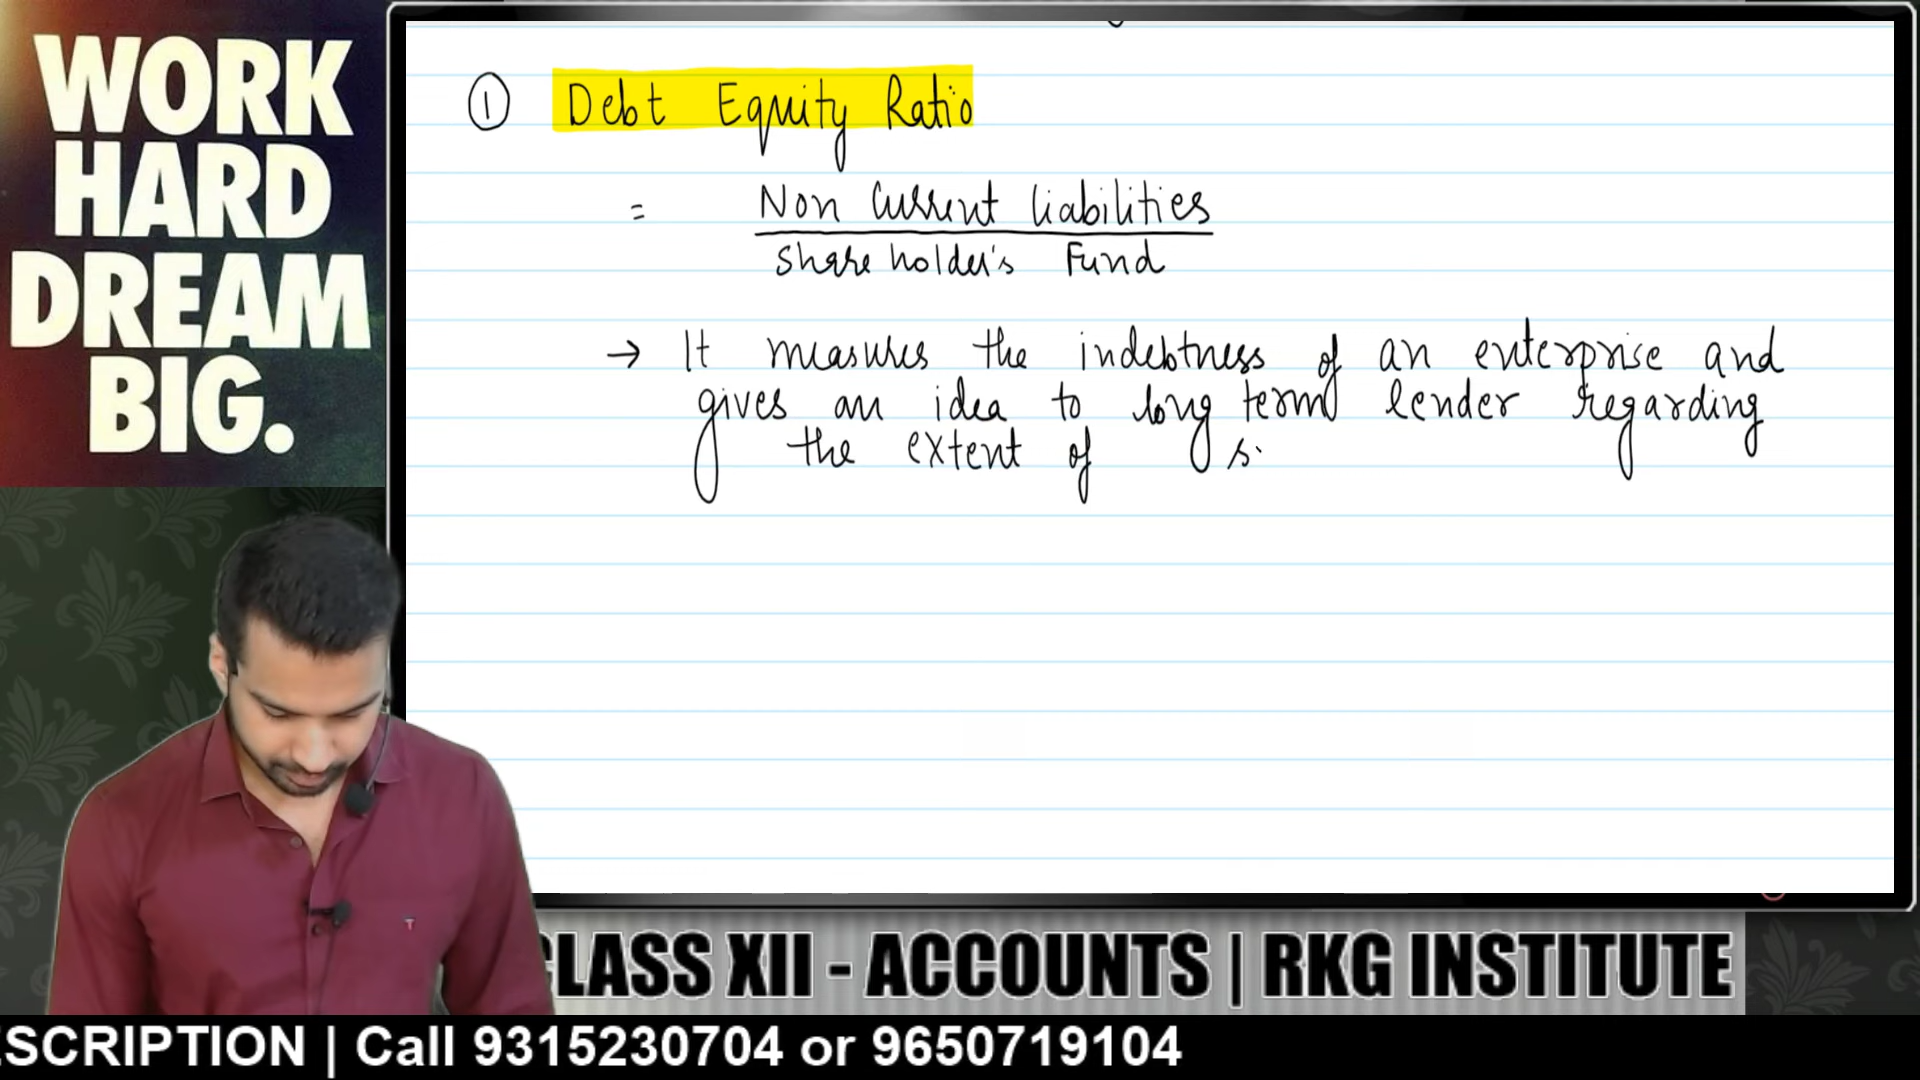 WORK
HARD
DREAM
BIG.
① Debt Equity Ratio
= Non Current liabilities
Share holder's Fund
→ It measures the indebtness of an enterprise and
gives an idea to long term lender regarding
the extent of s
CLASS XII - ACCOUNTS | RKG INSTITUTE
ESCRIPTION | Call 9315230704 or 9650719104